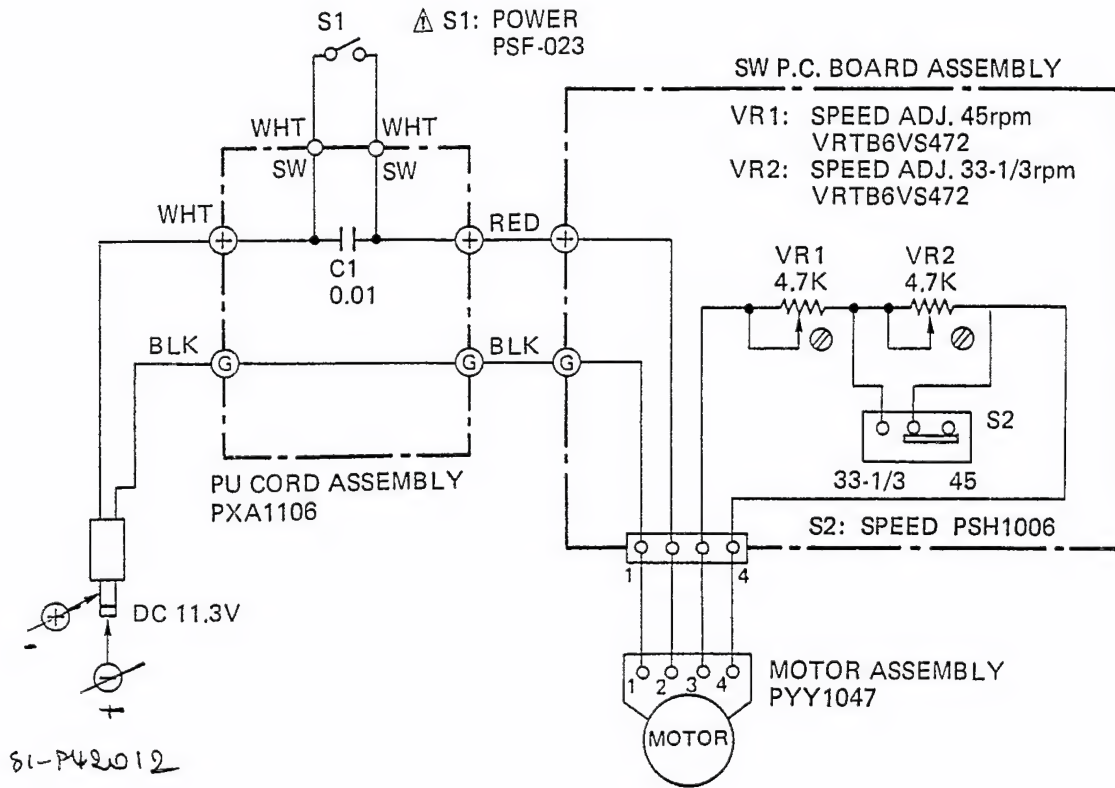 S1
⚠ S1: POWER
PSF-023
SW P.C. BOARD ASSEMBLY
VR1: SPEED ADJ. 45rpm
VRTB6VS472
VR2: SPEED ADJ. 33-1/3rpm
VRTB6VS472
WHT WHT
SW SW
WHT
+ + RED +
C1
0.01
VR1 VR2
4.7K 4.7K
BLK
G G BLK G
S2
33-1/3 45
PU CORD ASSEMBLY
PXA1106
S2: SPEED PSH1006
1 4
DC 11.3V
+
-
-
+
1 2 3 4
MOTOR ASSEMBLY
PYY1047
MOTOR